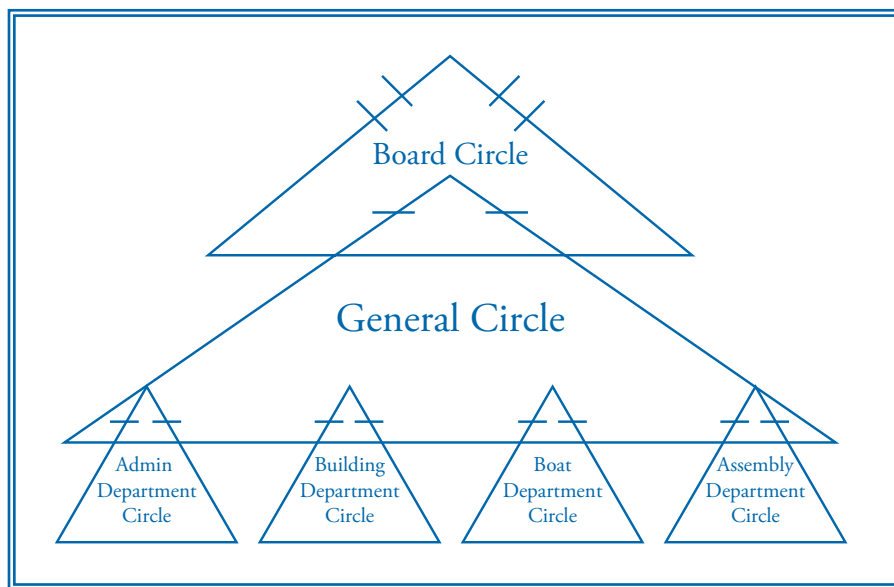 Board Circle
General Circle
Admin
Department
Circle
Building
Department
Circle
Boat
Department
Circle
Assembly
Department
Circle